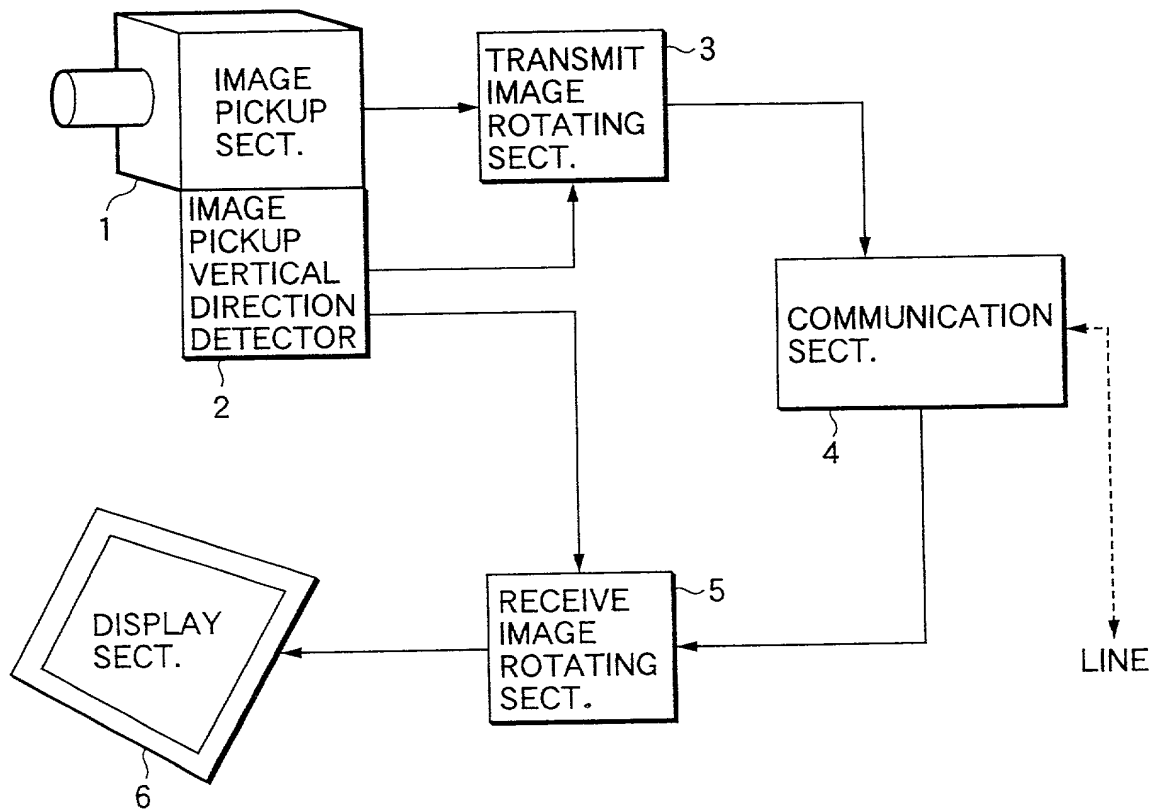 IMAGE
PICKUP
SECT.
1
IMAGE
PICKUP
VERTICAL
DIRECTION
DETECTOR
2
TRANSMIT
IMAGE
ROTATING
SECT.
3
COMMUNICATION
SECT.
4
LINE
RECEIVE
IMAGE
ROTATING
SECT.
5
DISPLAY
SECT.
6